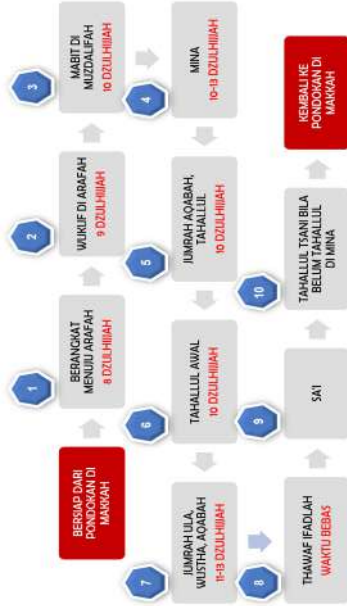 BERSIAP DARI
PONDOKAN DI
MAKKAH
1
BERANGKAT
MENUJU ARAFAH
8 DZULHIJJAH
2
WUKUF DI ARAFAH
9 DZULHIJJAH
3
MABIT DI
MUZDALIFAH
10 DZULHIJJAH
4
MINA
10-13 DZULHIJJAH
5
JUMRAH AQABAH,
TAHALLUL
10 DZULHIJJAH
6
TAHALLUL AWAL
10 DZULHIJJAH
7
JUMRAH ULA,
WUSTHA, AQABAH
11-13 DZULHIJJAH
8
THAWAF IFADLAH
WAKTU BEBAS
9
SA'I
10
TAHALLUL TSANI BILA
BELUM TAHALLUL
DI MINA
KEMBALI KE
PONDOKAN DI
MAKKAH